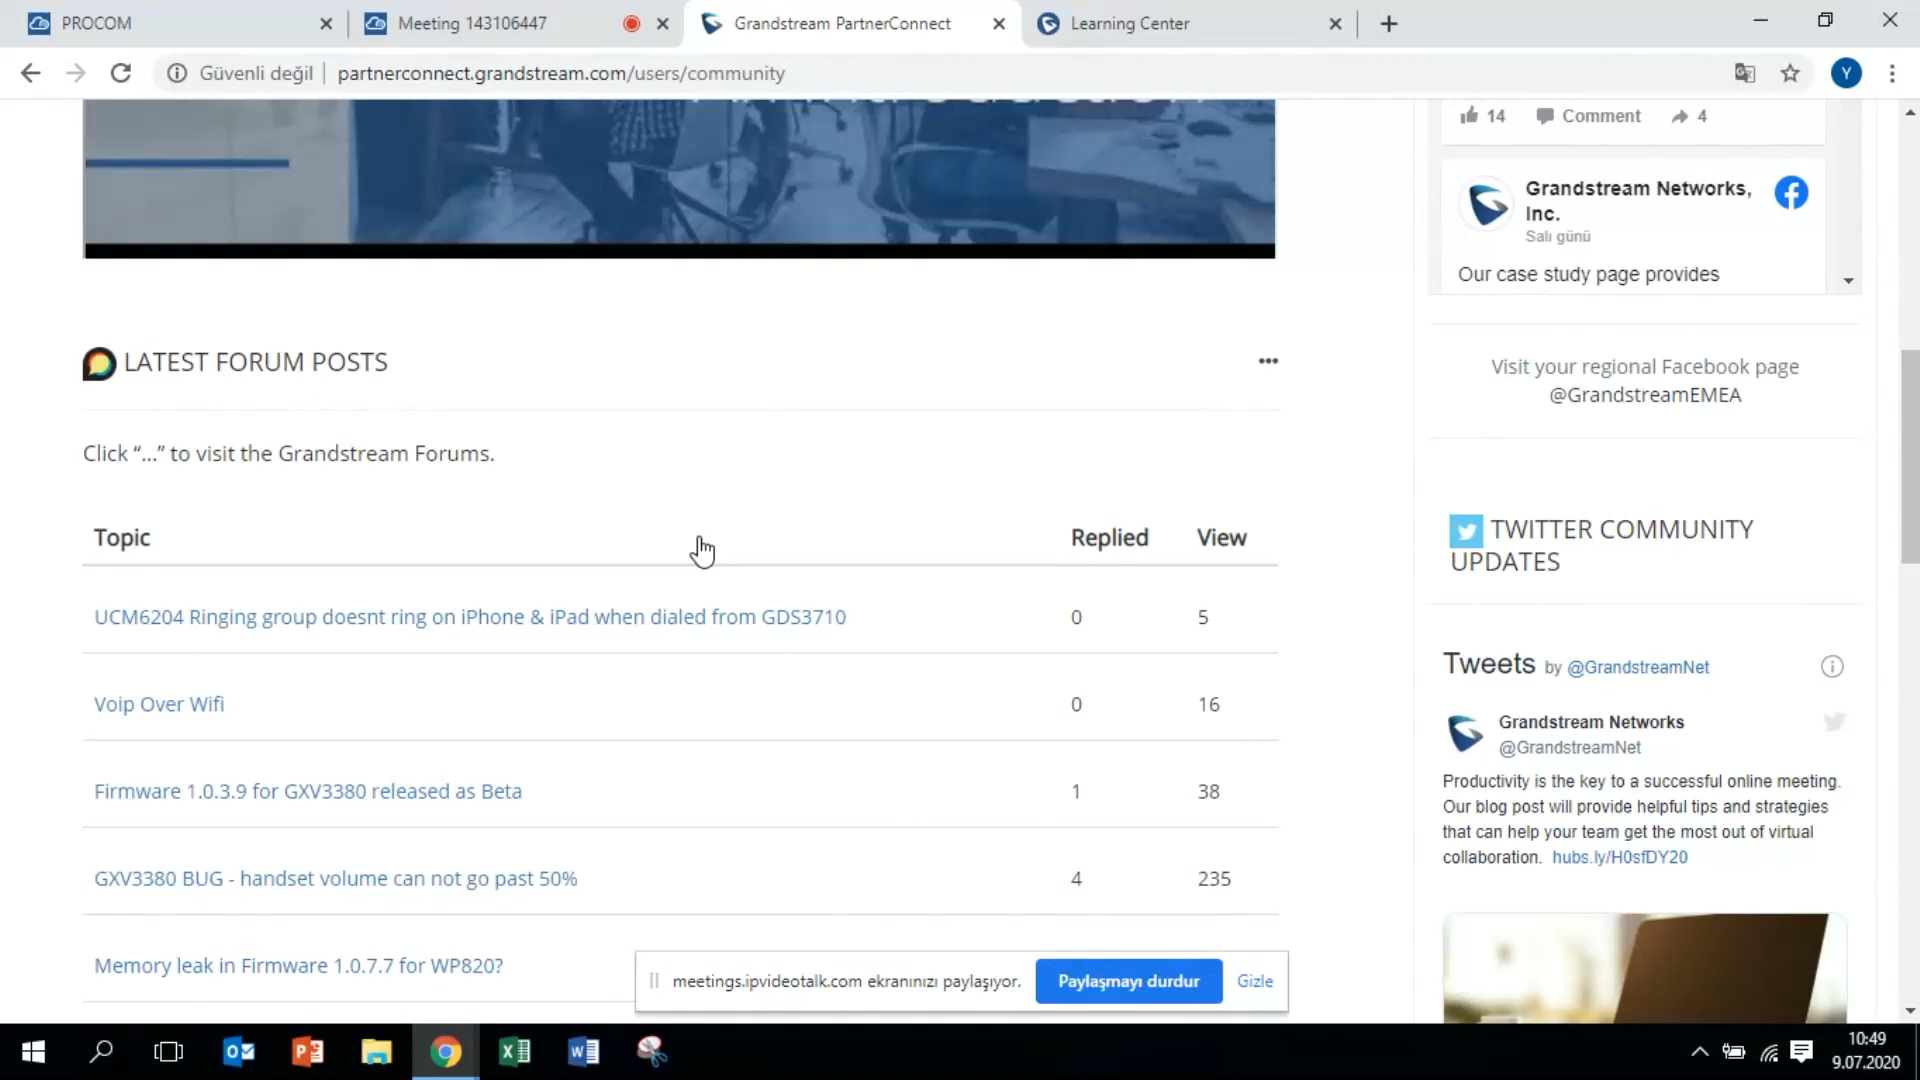 PROCOM
Meeting 143106447
Grandstream PartnerConnect
Learning Center
Güvenli değil
partnerconnect.grandstream.com/users/community
Y
14
Comment
4
Grandstream Networks,
Inc.
Salı günü
Our case study page provides
LATEST FORUM POSTS
Click “...” to visit the Grandstream Forums.
Topic Replied View
UCM6204 Ringing group doesnt ring on iPhone & iPad when dialed from GDS3710 0 5
Voip Over Wifi 0 16
Firmware 1.0.3.9 for GXV3380 released as Beta 1 38
GXV3380 BUG - handset volume can not go past 50% 4 235
Memory leak in Firmware 1.0.7.7 for WP820?
Visit your regional Facebook page
@GrandstreamEMEA
TWITTER COMMUNITY
UPDATES
Tweets by @GrandstreamNet
Grandstream Networks
@GrandstreamNet
Productivity is the key to a successful online meeting.
Our blog post will provide helpful tips and strategies
that can help your team get the most out of virtual
collaboration. hubs.ly/H0sfDY20
meetings.ipvideotalk.com ekranınızı paylaşıyor.
Paylaşmayı durdur
Gizle
10:49
9.07.2020